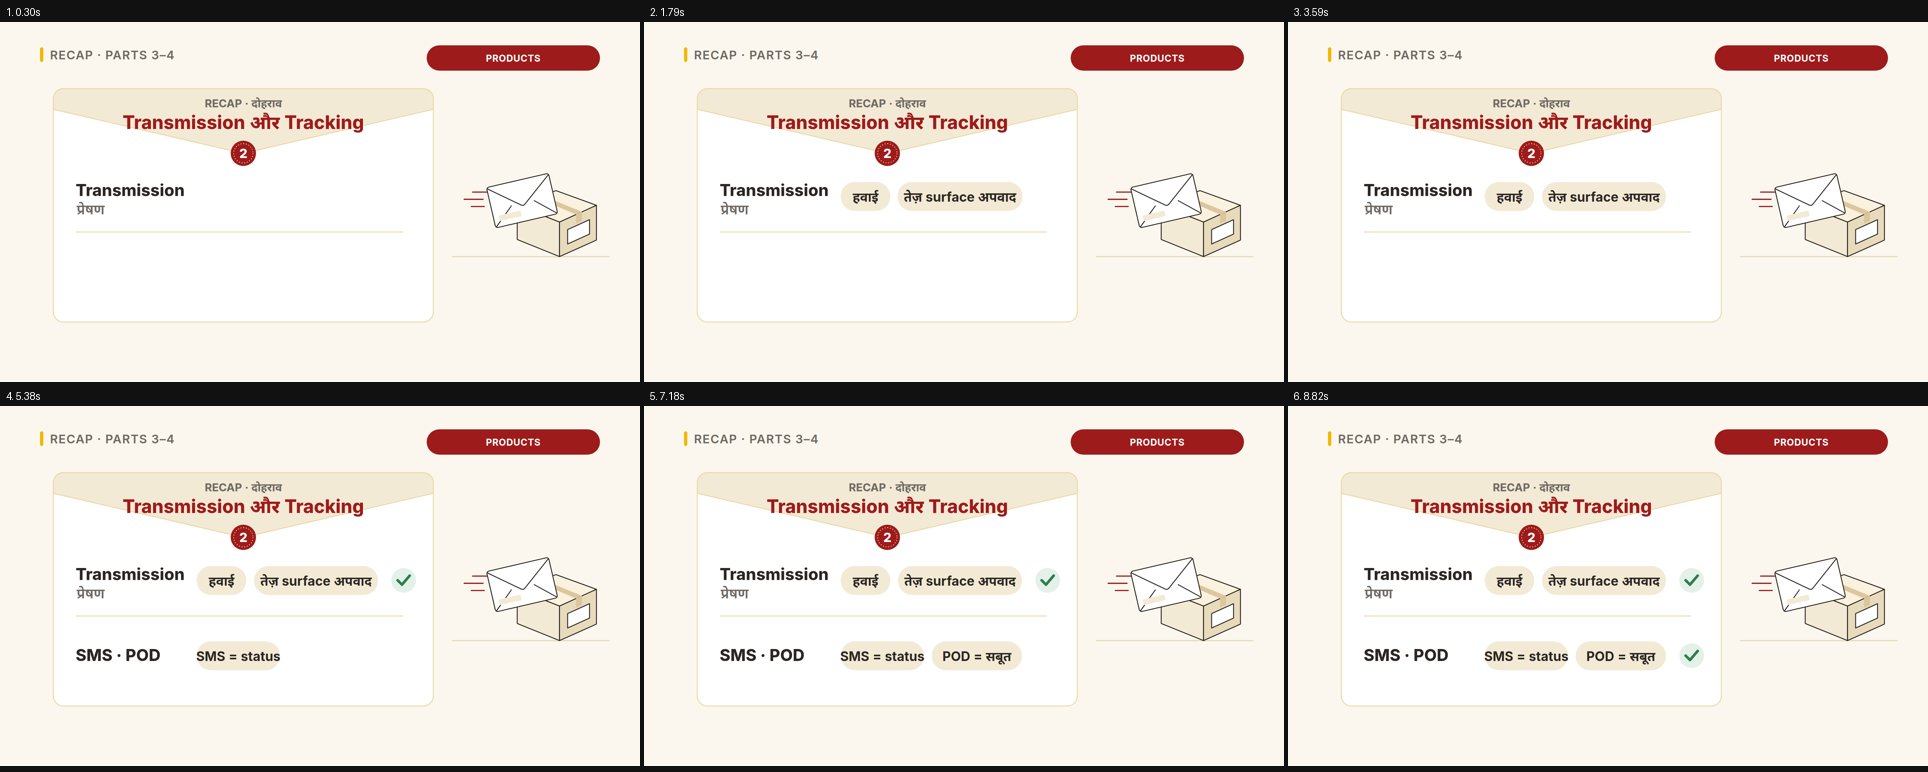 1. 0.30s
RECAP · PARTS 3–4
PRODUCTS
RECAP · दोहराव
Transmission और Tracking
2
Transmission
प्रेषण
2. 1.79s
RECAP · PARTS 3–4
PRODUCTS
RECAP · दोहराव
Transmission और Tracking
2
Transmission हवाई तेज़ surface अपवाद
प्रेषण
3. 3.59s
RECAP · PARTS 3–4
PRODUCTS
RECAP · दोहराव
Transmission और Tracking
2
Transmission हवाई तेज़ surface अपवाद
प्रेषण
4. 5.38s
RECAP · PARTS 3–4
PRODUCTS
RECAP · दोहराव
Transmission और Tracking
2
Transmission हवाई तेज़ surface अपवाद
प्रेषण
SMS · POD SMS = status
5. 7.18s
RECAP · PARTS 3–4
PRODUCTS
RECAP · दोहराव
Transmission और Tracking
2
Transmission हवाई तेज़ surface अपवाद
प्रेषण
SMS · POD SMS = status POD = सबूत
6. 8.82s
RECAP · PARTS 3–4
PRODUCTS
RECAP · दोहराव
Transmission और Tracking
2
Transmission हवाई तेज़ surface अपवाद
प्रेषण
SMS · POD SMS = status POD = सबूत